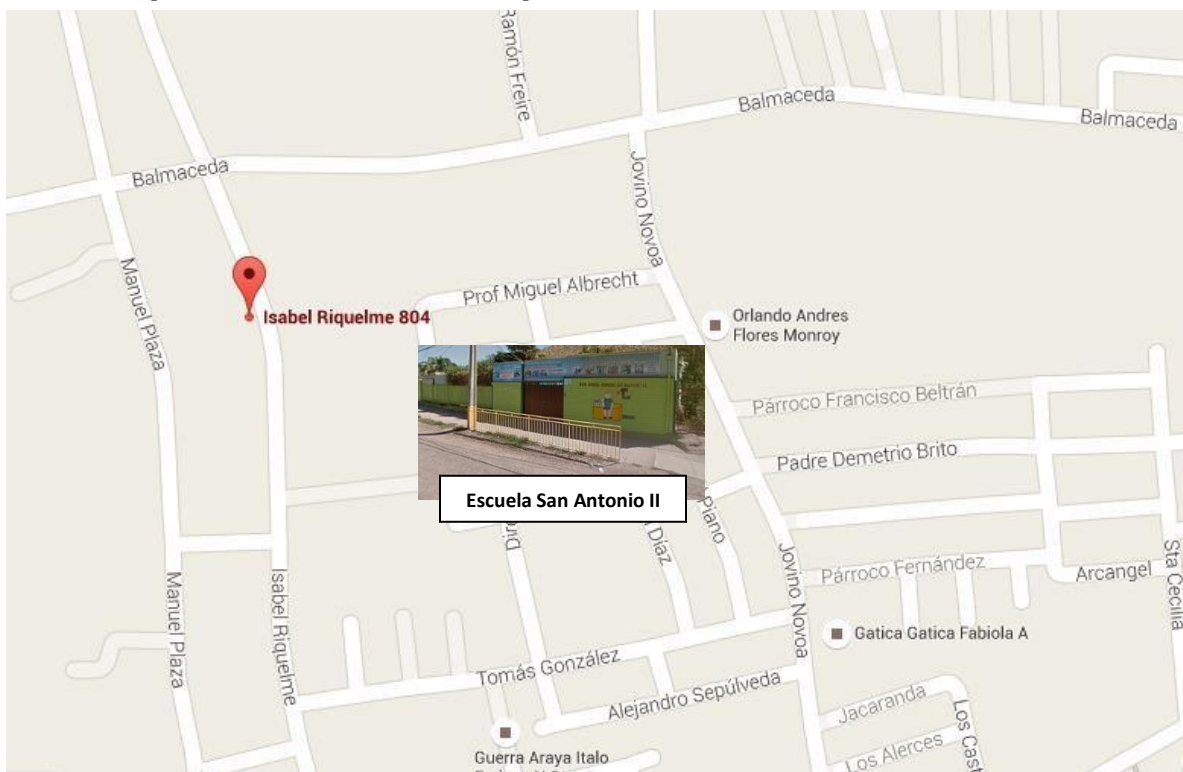 Ramón Freire
Balmaceda
Balmaceda
Balmaceda
Jovino Novoa
Manuel Plaza
Prof Miguel Albrecht
Isabel Riquelme 804
Orlando Andres
Flores Monroy
Párroco Francisco Beltrán
Padre Demetrio Brito
Escuela San Antonio II
Piano
Diaz
Jovino Novoa
Párroco Fernández
Arcangel
Sta Cecilia
Manuel Plaza
Isabel Riquelme
Gatica Gatica Fabiola A
Tomás González
Alejandro Sepúlveda
Jacaranda
Los Alerces
Guerra Araya Italo